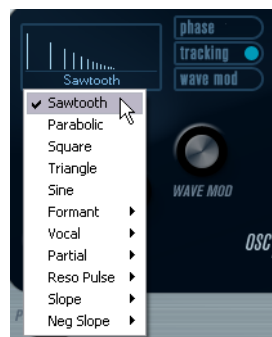 phase
tracking
wave mod
Sawtooth
Sawtooth
Parabolic
Square
Triangle
Sine
Formant
Vocal
Partial
Reso Pulse
Slope
Neg Slope
WAVE MOD
OSC
P